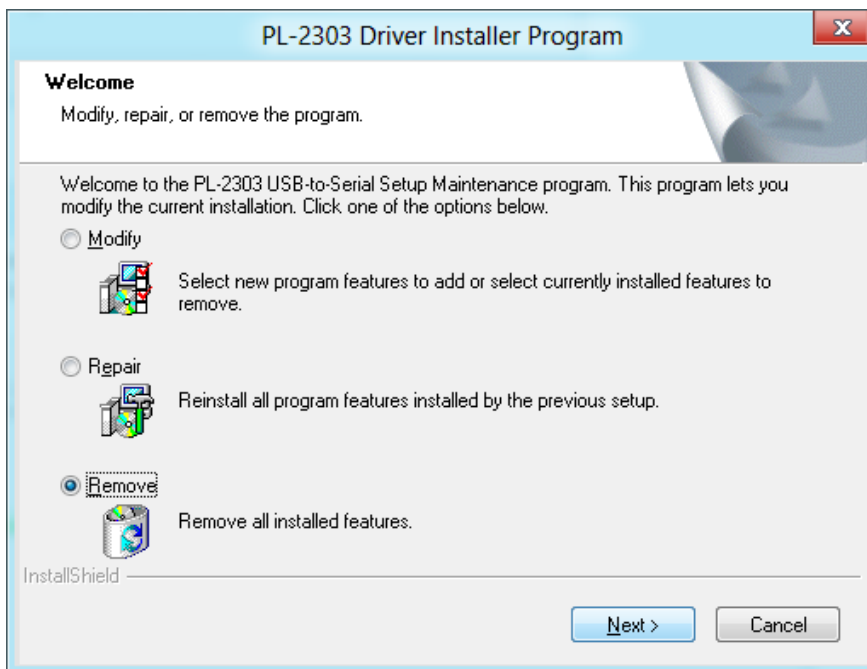 PL-2303 Driver Installer Program
x
Welcome
Modify, repair, or remove the program.
Welcome to the PL-2303 USB-to-Serial Setup Maintenance program. This program lets you
modify the current installation. Click one of the options below.
Modify
Select new program features to add or select currently installed features to
remove.
Repair
Reinstall all program features installed by the previous setup.
Remove
Remove all installed features.
InstallShield
Next >
Cancel